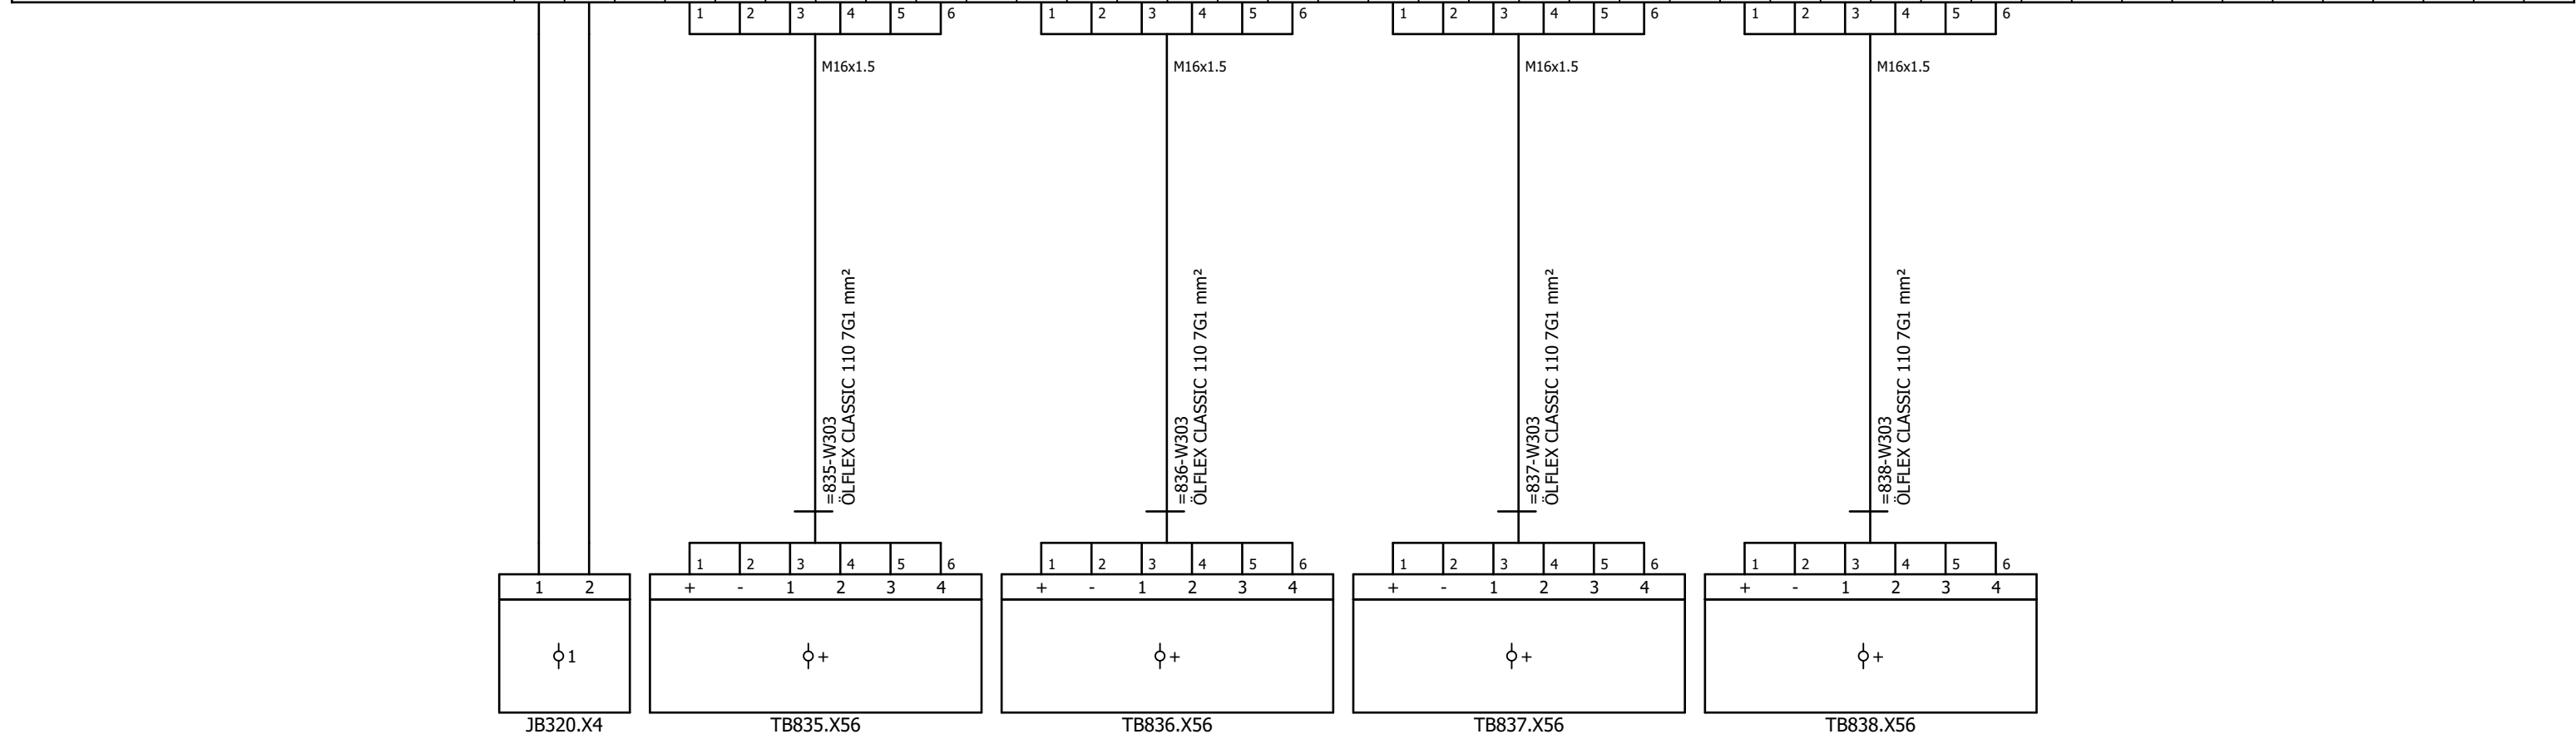 1 2 3 4 5 6 1 2 3 4 5 6 1 2 3 4 5 6 1 2 3 4 5 6
M16x1.5 M16x1.5 M16x1.5 M16x1.5
=835-W303
ÖLFLEX CLASSIC 110 7G1 mm²
=836-W303
ÖLFLEX CLASSIC 110 7G1 mm²
=837-W303
ÖLFLEX CLASSIC 110 7G1 mm²
=838-W303
ÖLFLEX CLASSIC 110 7G1 mm²
1 2 3 4 5 6 1 2 3 4 5 6 1 2 3 4 5 6 1 2 3 4 5 6
1 2 + - 1 2 3 4 + - 1 2 3 4 + - 1 2 3 4 + - 1 2 3 4
1 + + + +
JB320.X4 TB835.X56 TB836.X56 TB837.X56 TB838.X56